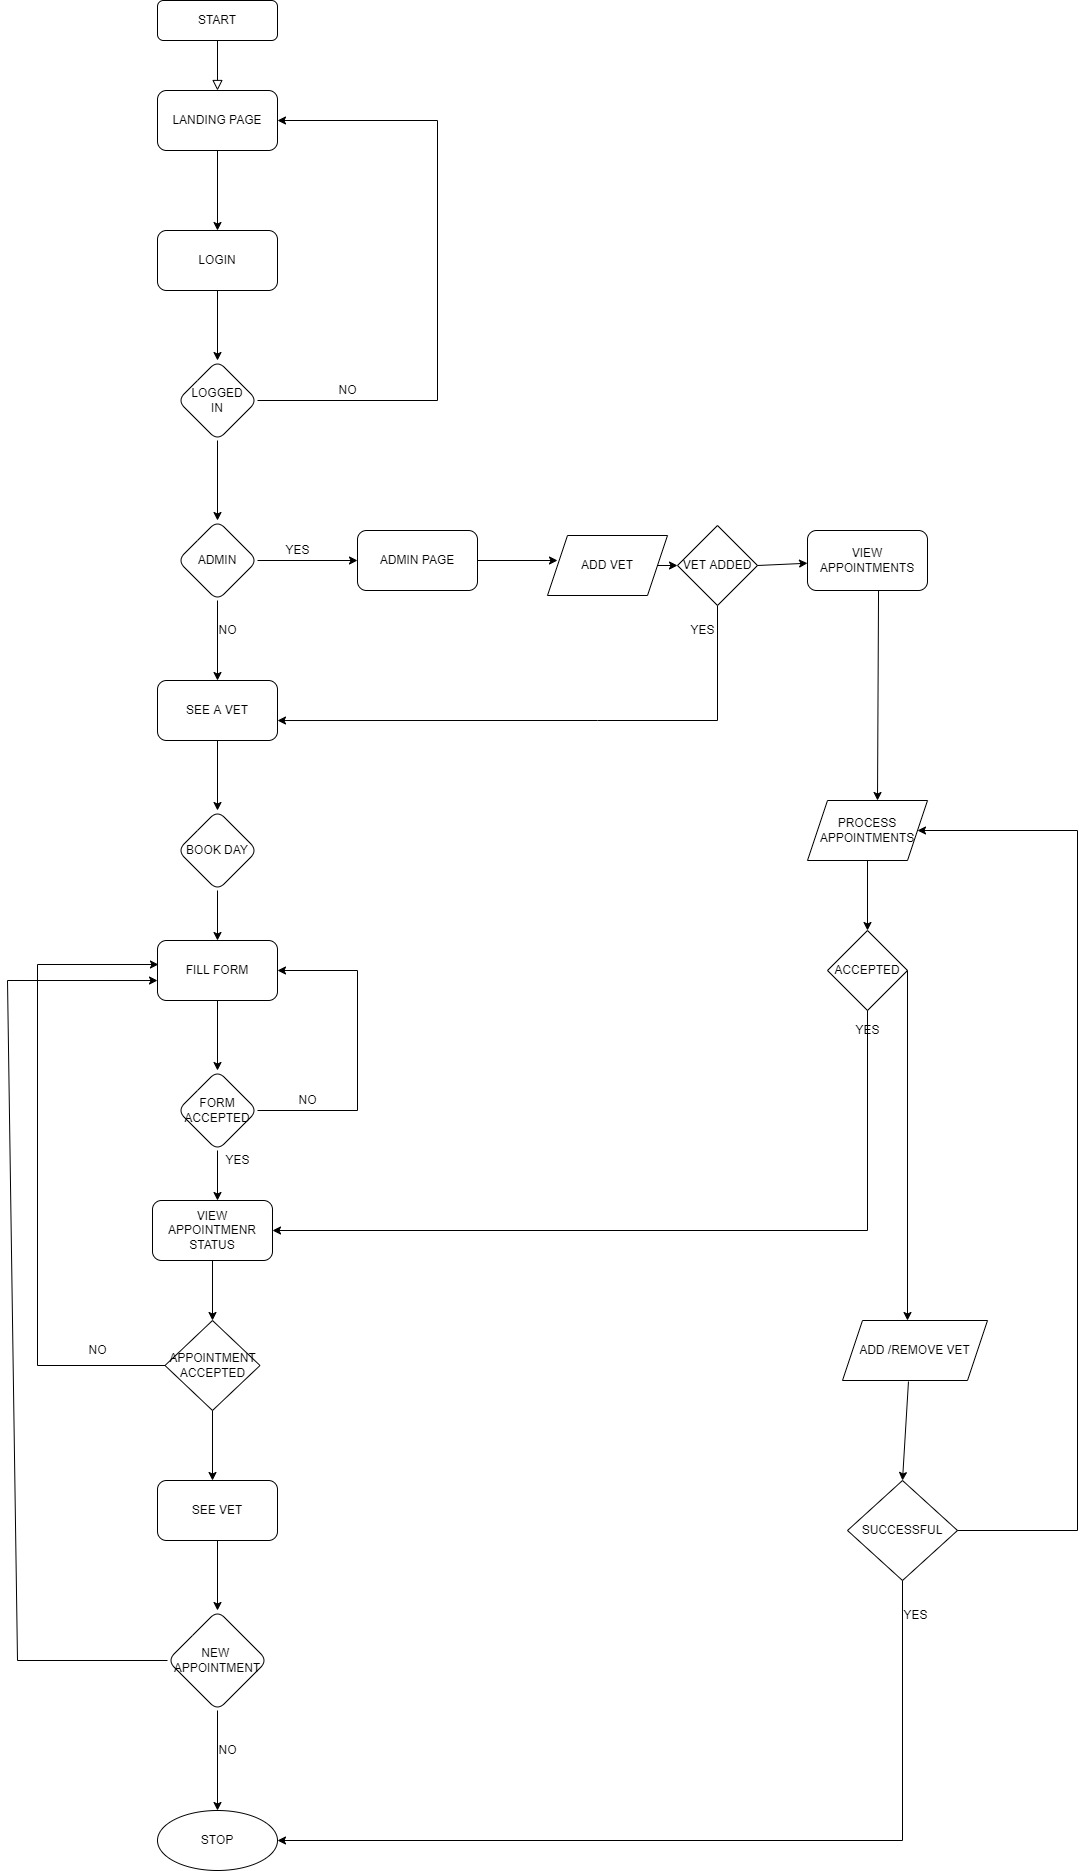 START
LANDING PAGE
LOGIN
LOGGED
IN
NO
ADMIN
YES
ADMIN PAGE
ADD VET
VET ADDED
VIEW
APPOINTMENTS
NO
YES
SEE A VET
BOOK DAY
PROCESS
APPOINTMENTS
FILL FORM
ACCEPTED
YES
FORM
ACCEPTED
NO
YES
VIEW
APPOINTMENR
STATUS
NO
APPOINTMENT
ACCEPTED
ADD /REMOVE VET
SEE VET
SUCCESSFUL
YES
NEW
APPOINTMENT
NO
STOP